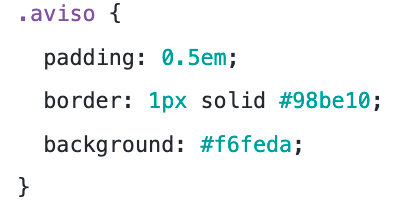 .aviso {
  padding: 0.5em;
  border: 1px solid #98be10;
  background: #f6feda;
}